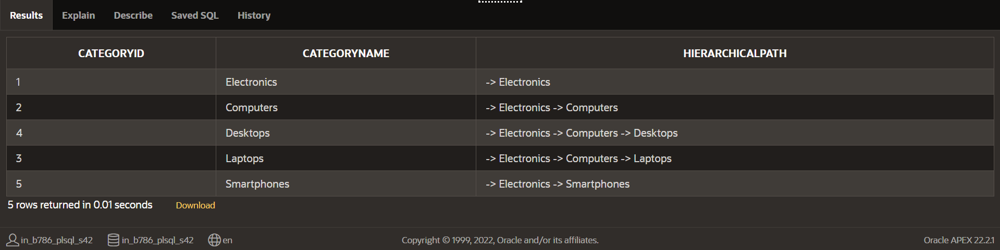 Results Explain Describe Saved SQL History
CATEGORYID CATEGORYNAME HIERARCHICALPATH
1 Electronics -> Electronics
2 Computers -> Electronics -> Computers
4 Desktops -> Electronics -> Computers -> Desktops
3 Laptops -> Electronics -> Computers -> Laptops
5 Smartphones -> Electronics -> Smartphones
5 rows returned in 0.01 seconds Download
in_b786_plsql_s42 in_b786_plsql_s42 en Copyright © 1999, 2022, Oracle and/or its affiliates. Oracle APEX 22.2.1